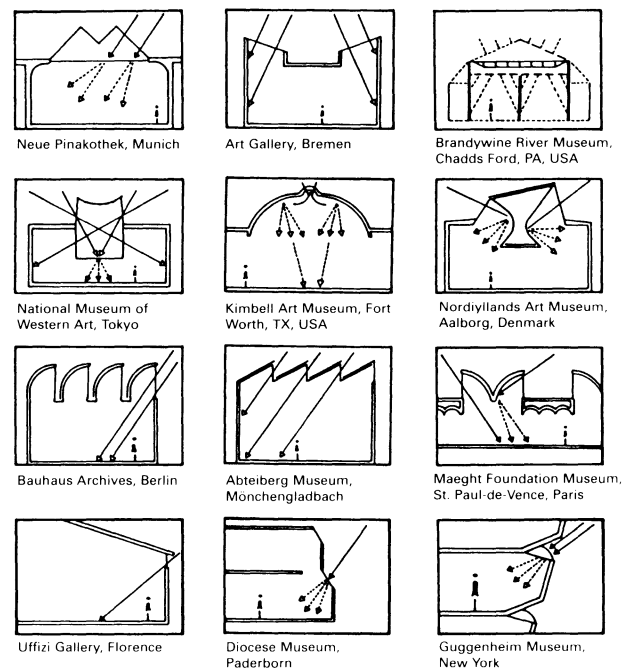 Neue Pinakothek, Munich
Art Gallery, Bremen
Brandywine River Museum,
Chadds Ford, PA, USA
National Museum of
Western Art, Tokyo
Kimbell Art Museum, Fort
Worth, TX, USA
Nordiyllands Art Museum,
Aalborg, Denmark
Bauhaus Archives, Berlin
Abteiberg Museum,
Mönchengladbach
Maeght Foundation Museum,
St. Paul-de-Vence, Paris
Uffizi Gallery, Florence
Diocese Museum,
Paderborn
Guggenheim Museum,
New York